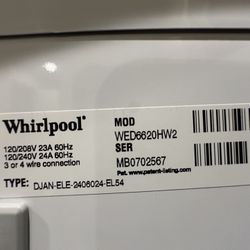 Whirlpool®
120/208V 23A 60Hz
120/240V 24A 60Hz
3 or 4 wire connection
MOD
WED6620HW2
SER
MB0702567
Pat. www.patent-listing.com
TYPE: DJAN-ELE-2406024-EL54